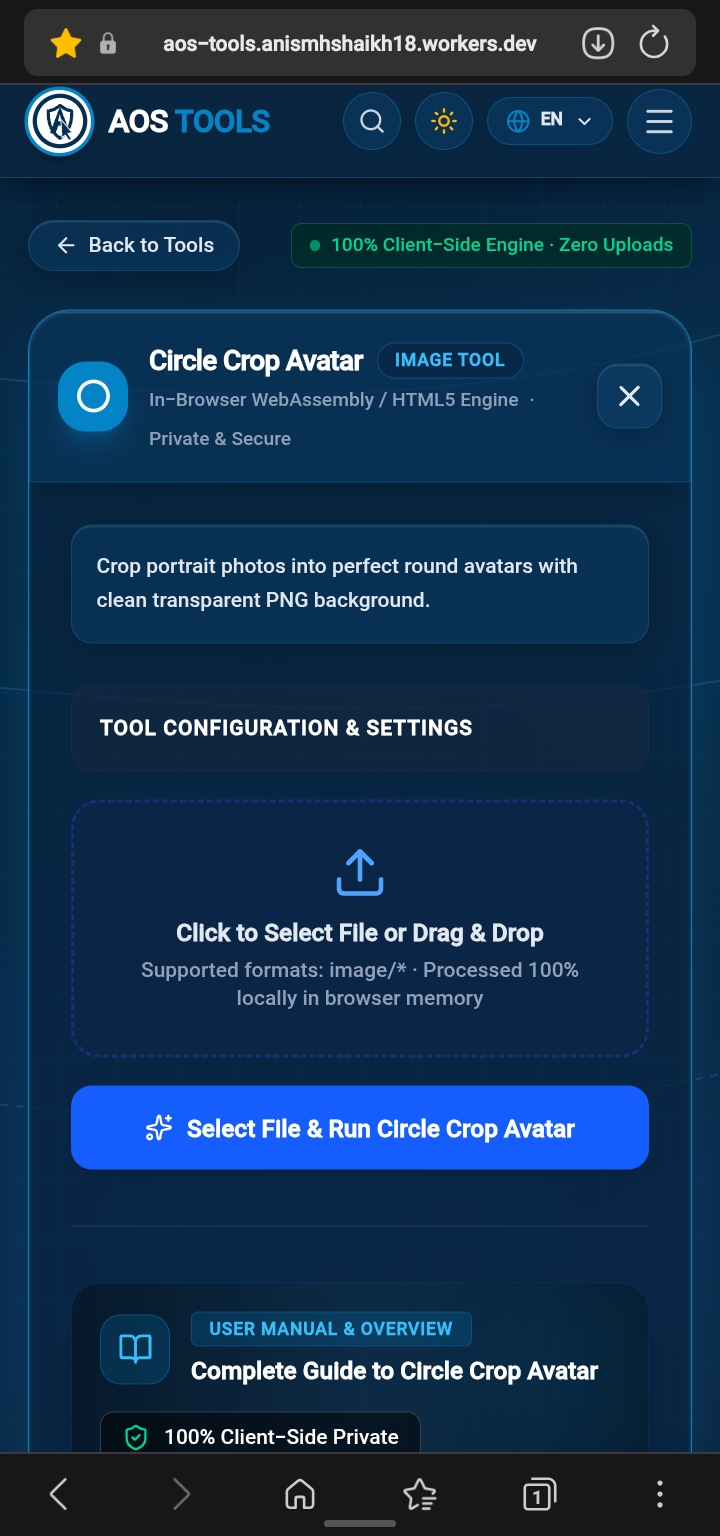 aos-tools.anismhshaikh18.workers.dev
AOS TOOLS
EN
Back to Tools
100% Client-Side Engine · Zero Uploads
Circle Crop Avatar
IMAGE TOOL
In-Browser WebAssembly / HTML5 Engine ·
Private & Secure
Crop portrait photos into perfect round avatars with
clean transparent PNG background.
TOOL CONFIGURATION & SETTINGS
Click to Select File or Drag & Drop
Supported formats: image/* · Processed 100%
locally in browser memory
Select File & Run Circle Crop Avatar
USER MANUAL & OVERVIEW
Complete Guide to Circle Crop Avatar
100% Client-Side Private
1